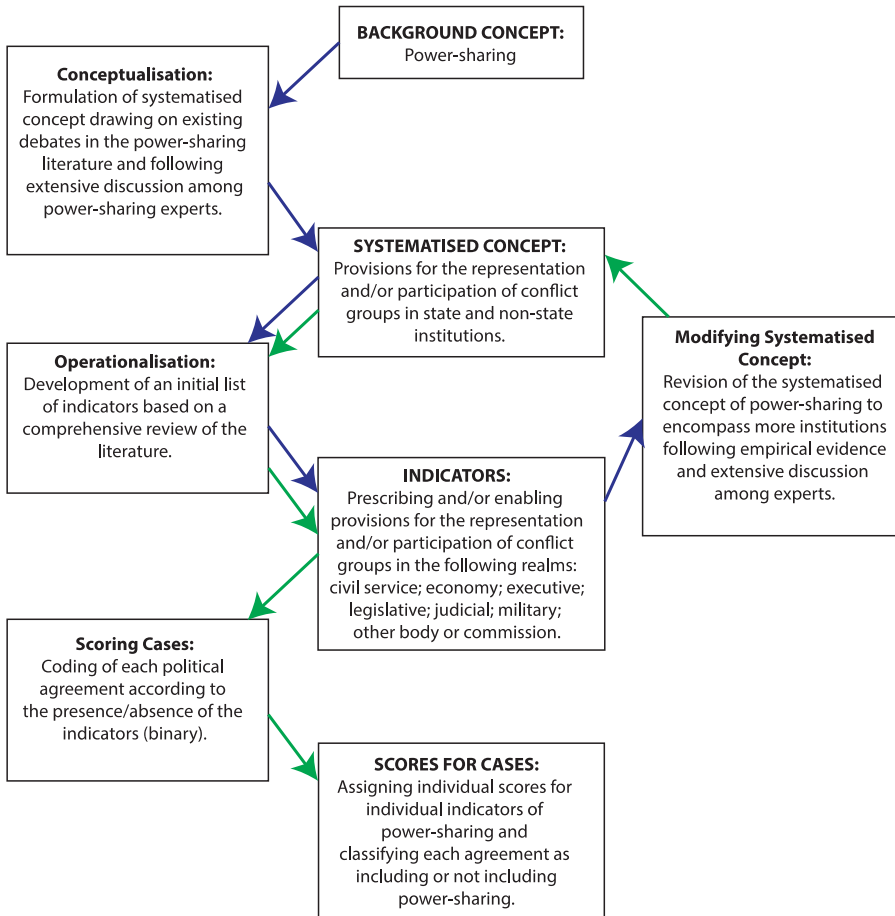 BACKGROUND CONCEPT:
Power-sharing
Conceptualisation:
Formulation of systematised
concept drawing on existing
debates in the power-sharing
literature and following
extensive discussion among
power-sharing experts.
SYSTEMATISED CONCEPT:
Provisions for the representation
and/or participation of conflict
groups in state and non-state
institutions.
Operationalisation:
Development of an initial list
of indicators based on a
comprehensive review of the
literature.
Modifying Systematised
Concept:
Revision of the systematised
concept of power-sharing to
encompass more institutions
following empirical evidence
and extensive discussion
among experts.
INDICATORS:
Prescribing and/or enabling
provisions for the representation
and/or participation of conflict
groups in the following realms:
civil service; economy; executive;
legislative; judicial; military;
other body or commission.
Scoring Cases:
Coding of each political
agreement according to
the presence/absence of the
indicators (binary).
SCORES FOR CASES:
Assigning individual scores for
individual indicators of
power-sharing and
classifying each agreement as
including or not including
power-sharing.